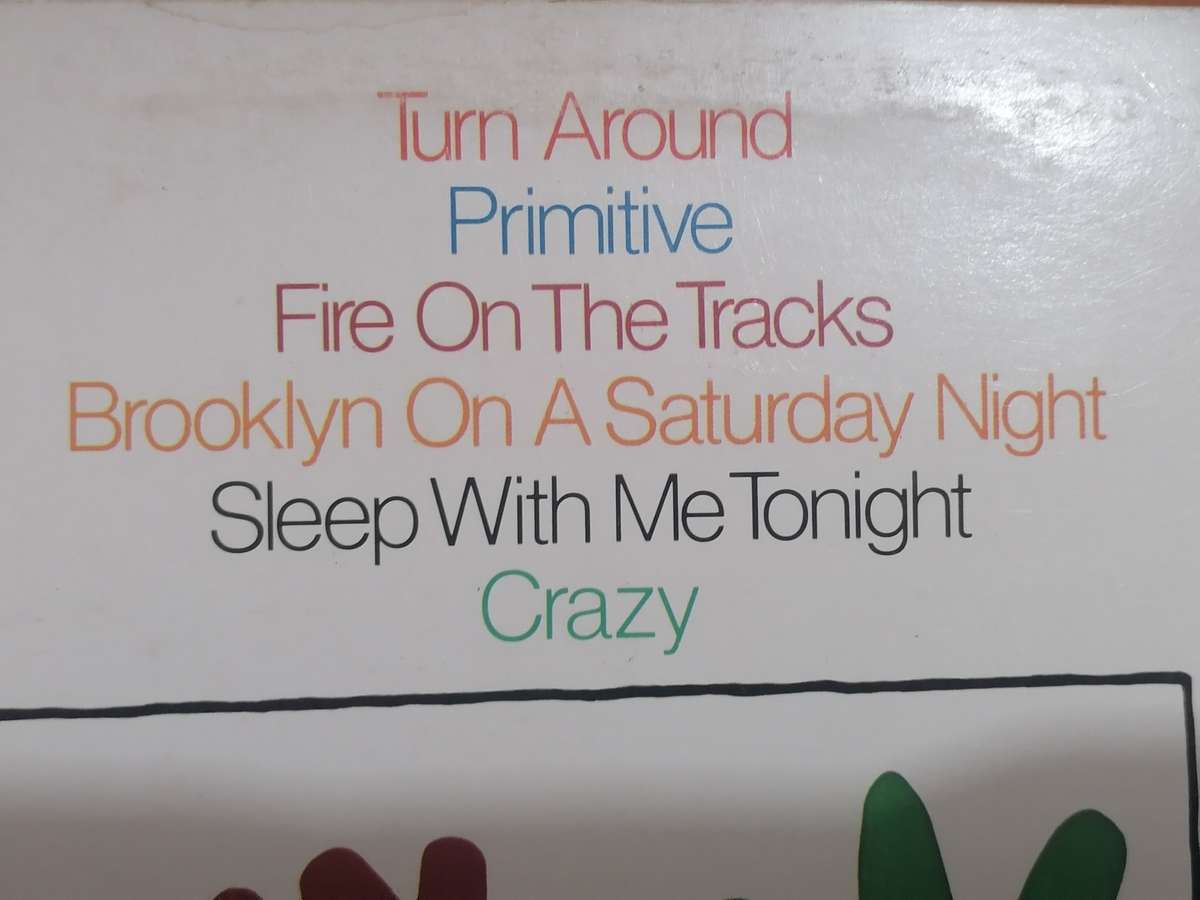 Turn Around
Primitive
Fire On The Tracks
Brooklyn On A Saturday Night
Sleep With Me Tonight
Crazy